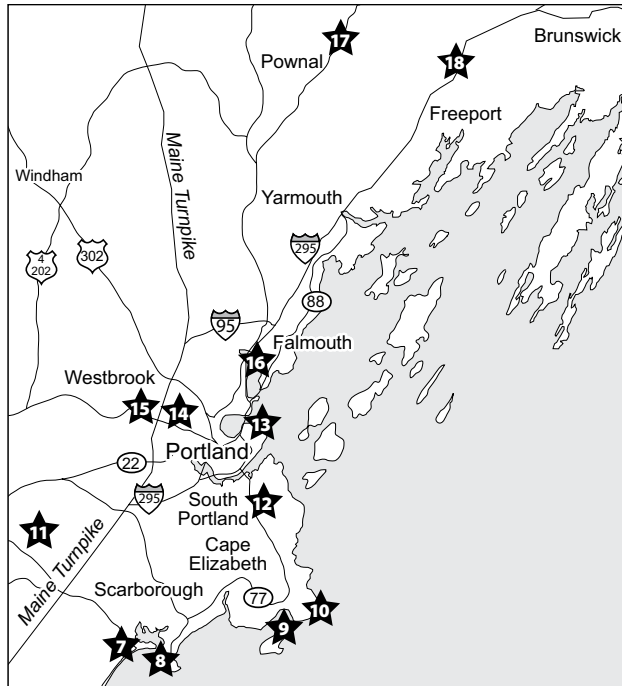 17
Brunswick
Pownal
18
Freeport
Maine Turnpike
Windham
Yarmouth
295
4
202
302
88
95
16
Falmouth
Westbrook
15
14
13
Portland
22
295
South
Portland
12
11
Cape
Elizabeth
Maine Turnpike
Scarborough
77
10
9
7
8